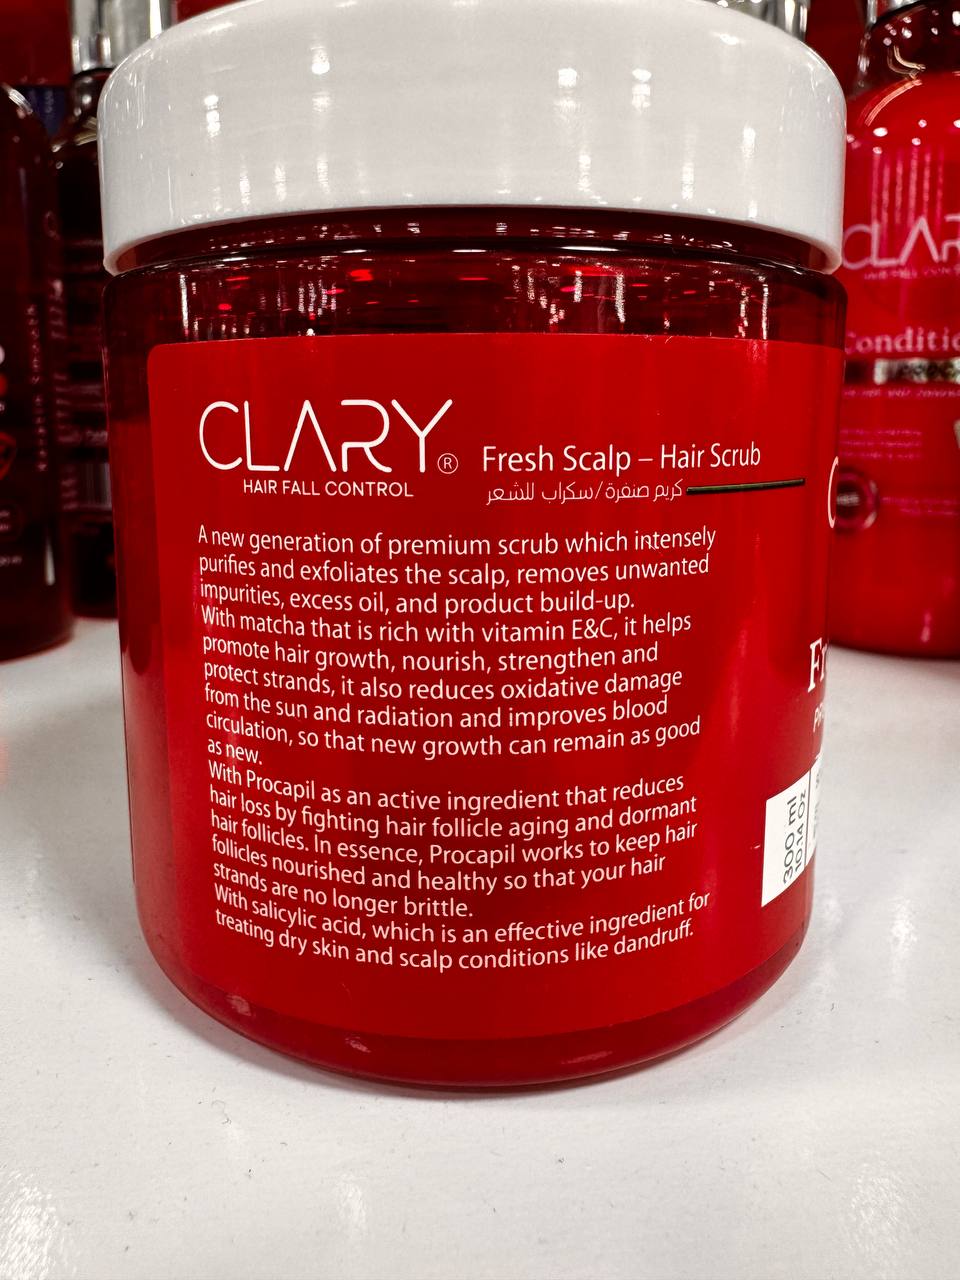 CLARY®
HAIR FALL CONTROL
Fresh Scalp – Hair Scrub
كريم صنفرة/سكراب للشعر
A new generation of premium scrub which intensely
purifies and exfoliates the scalp, removes unwanted
impurities, excess oil, and product build-up.
With matcha that is rich with vitamin E&C, it helps
promote hair growth, nourish, strengthen and
protect strands, it also reduces oxidative damage
from the sun and radiation and improves blood
circulation, so that new growth can remain as good
as new.
With Procapil as an active ingredient that reduces
hair loss by fighting hair follicle aging and dormant
hair follicles. In essence, Procapil works to keep hair
follicles nourished and healthy so that your hair
strands are no longer brittle.
With salicylic acid, which is an effective ingredient for
treating dry skin and scalp conditions like dandruff.
300 ml
10.14 Oz
CLAR
Conditio